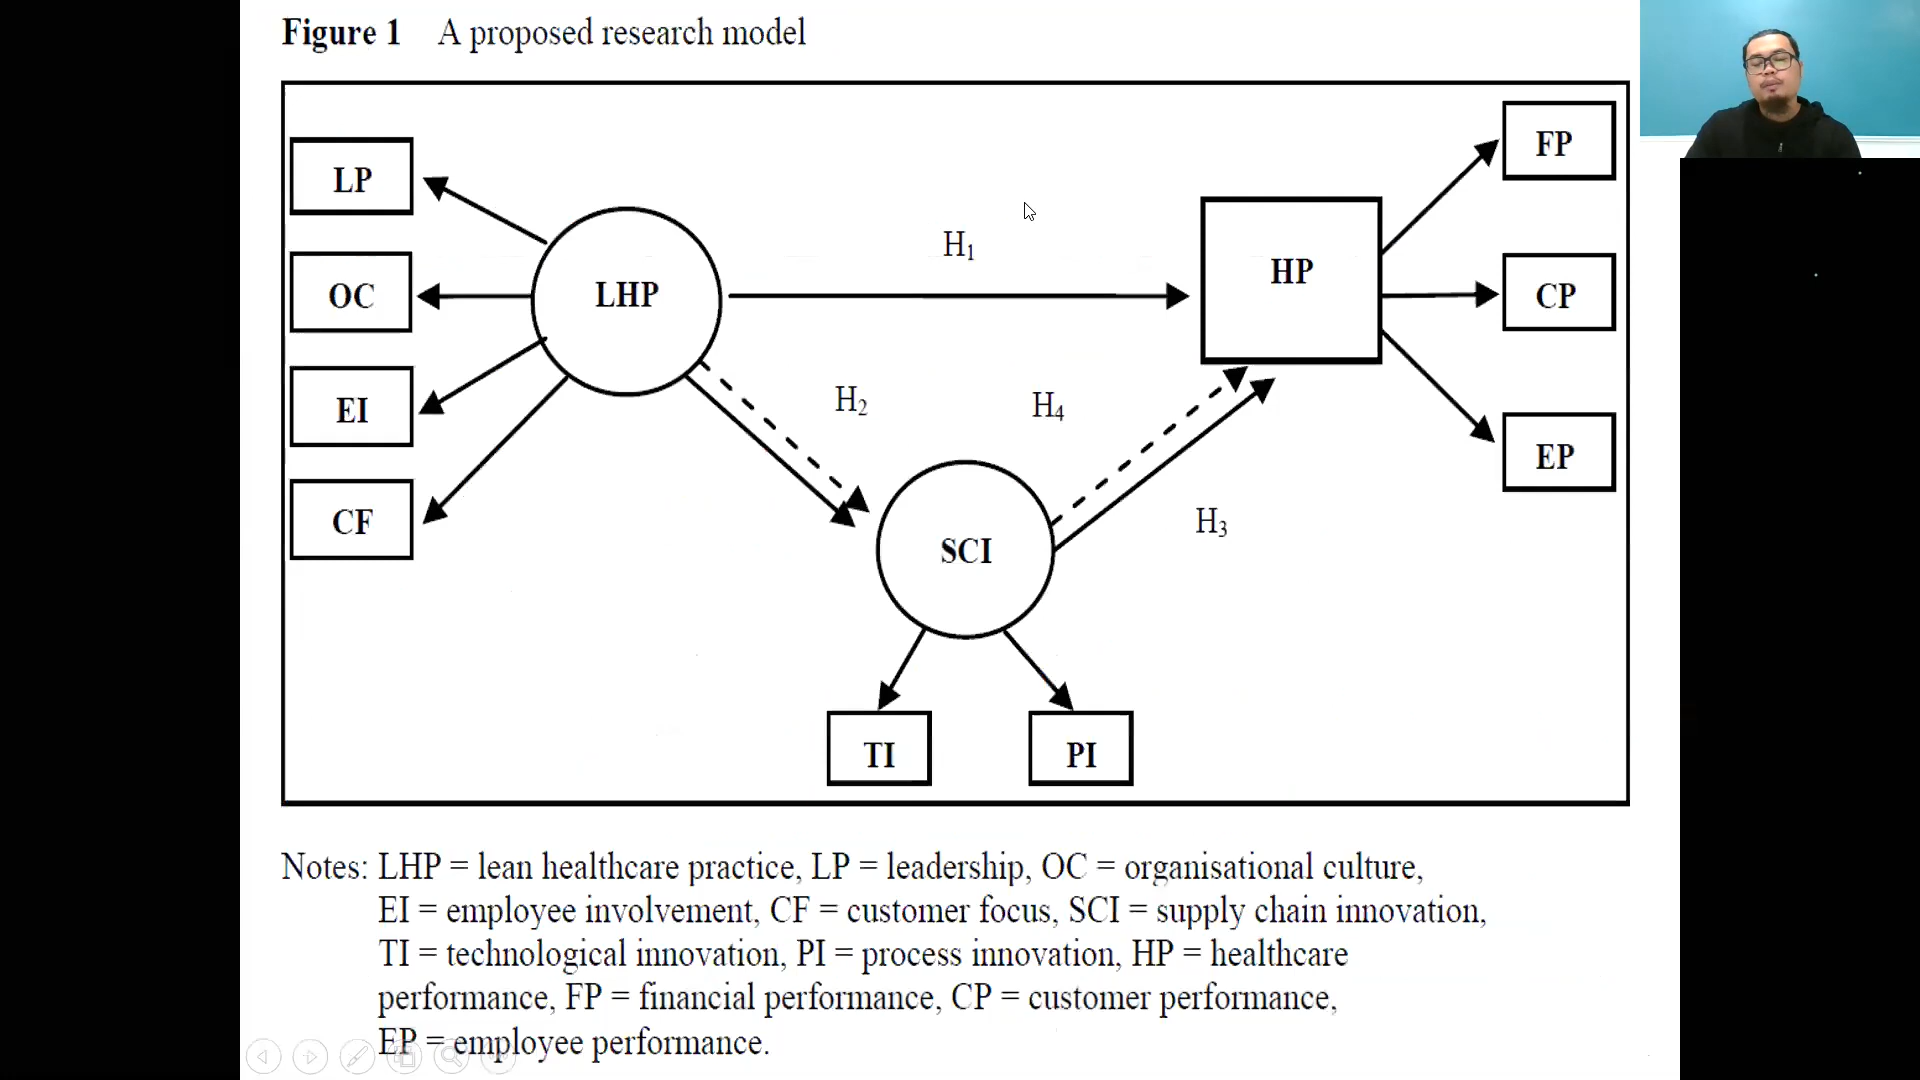 Figure 1 A proposed research model
LP
OC
EI
CF
LHP
H1
H2
H4
H3
SCI
TI
PI
HP
FP
CP
EP
Notes: LHP = lean healthcare practice, LP = leadership, OC = organisational culture,
EI = employee involvement, CF = customer focus, SCI = supply chain innovation,
TI = technological innovation, PI = process innovation, HP = healthcare
performance, FP = financial performance, CP = customer performance,
EP = employee performance.